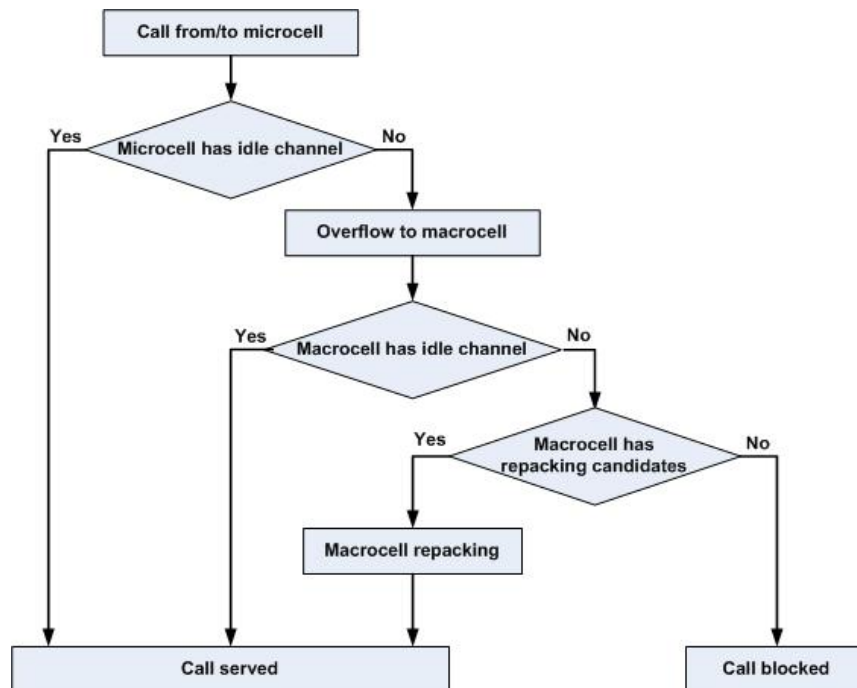 Call from/to microcell
Yes
No
Microcell has idle channel
Overflow to macrocell
Yes
No
Macrocell has idle channel
Yes
No
Macrocell has
repacking candidates
Macrocell repacking
Call served
Call blocked